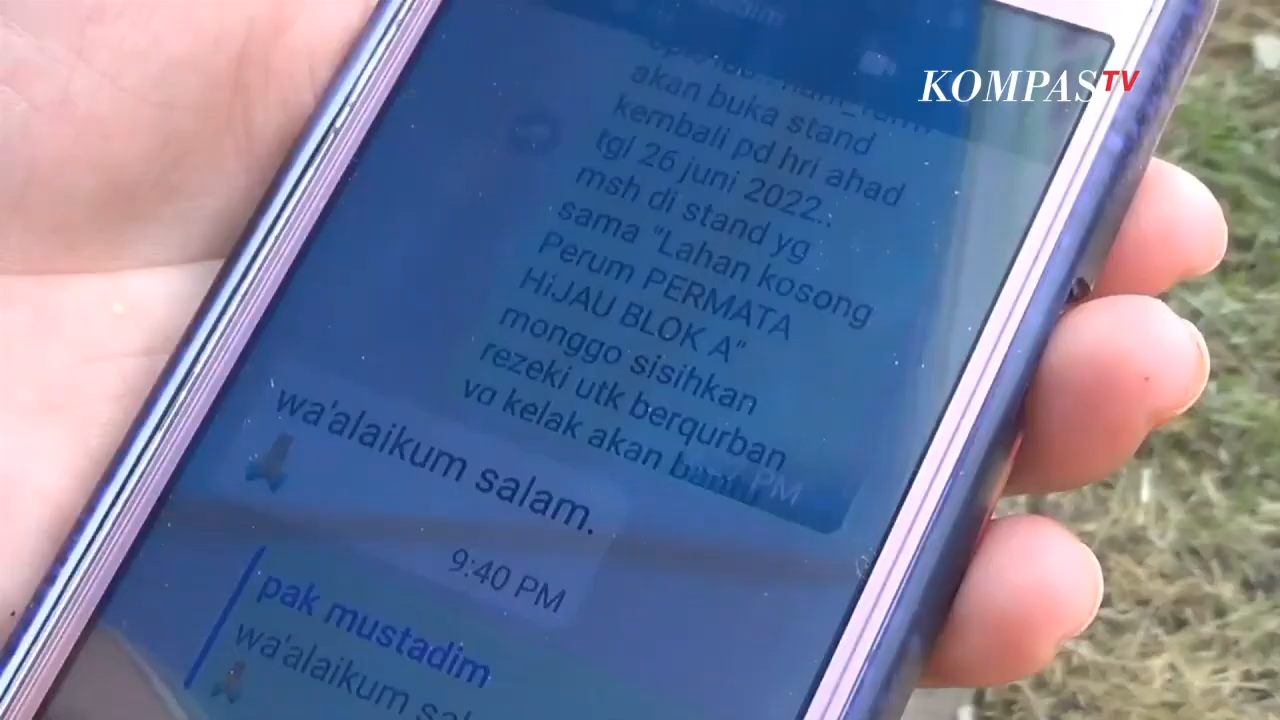 KOMPASTV
akan buka stand
kembali pd hri ahad
tgl 26 juni 2022..
msh di stand yg
sama "Lahan kosong
Perum PERMATA
HiJAU BLOK A"
monggo sisihkan
rezeki utk berqurban
yg kelak akan
PM
wa'alaikum salam.
9:40 PM
pak mustadim
wa'alaikum